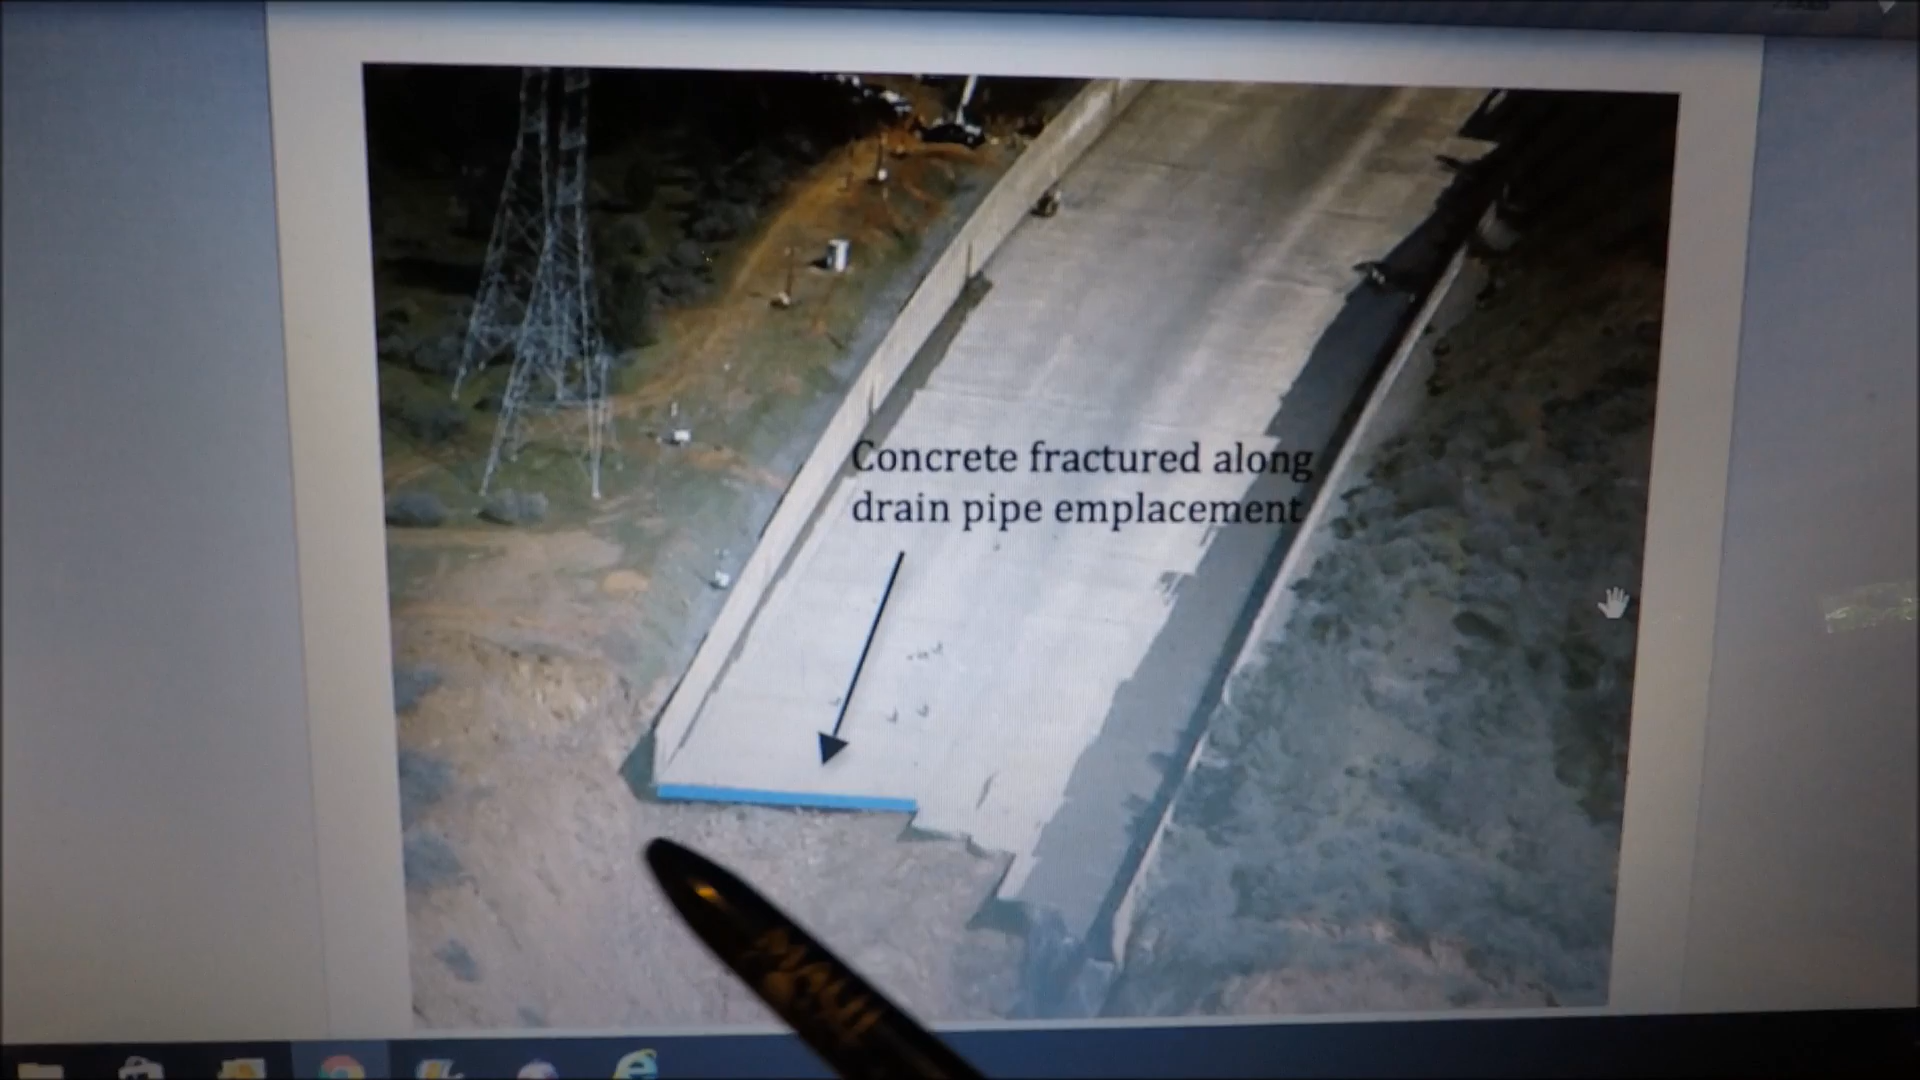 Concrete fractured along
drain pipe emplacement